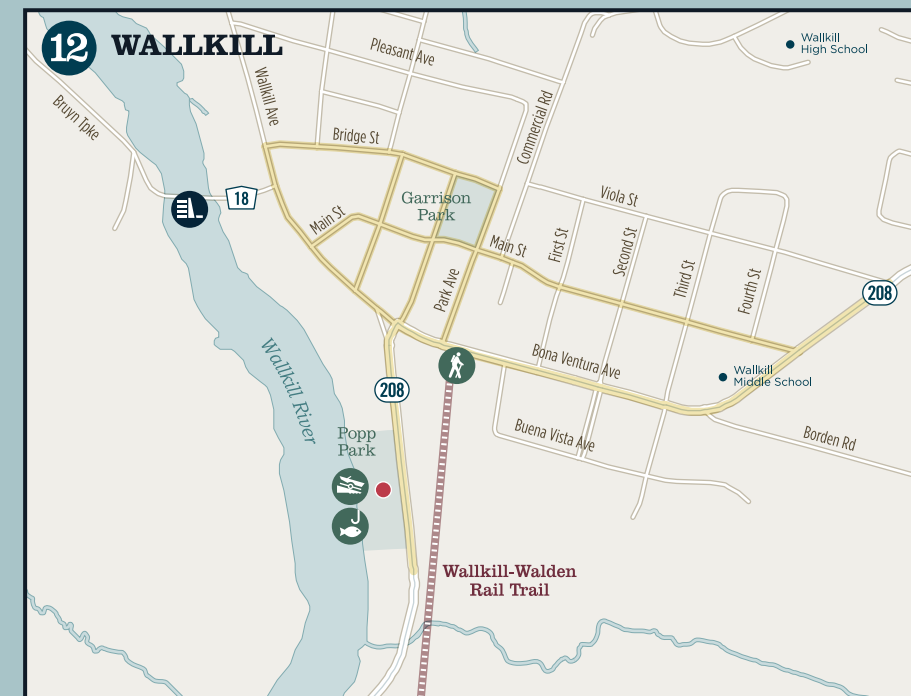 12 WALLKILL
Wallkill
High School
Pleasant Ave
Wallkill Ave
Bruyn Tpke
Commercial Rd
Bridge St
18
Garrison
Park
Viola St
Main St
Main St
First St
Second St
Third St
Fourth St
Park Ave
208
Wallkill River
Bona Ventura Ave
Wallkill
Middle School
208
Popp
Park
Buena Vista Ave
Borden Rd
Wallkill-Walden
Rail Trail